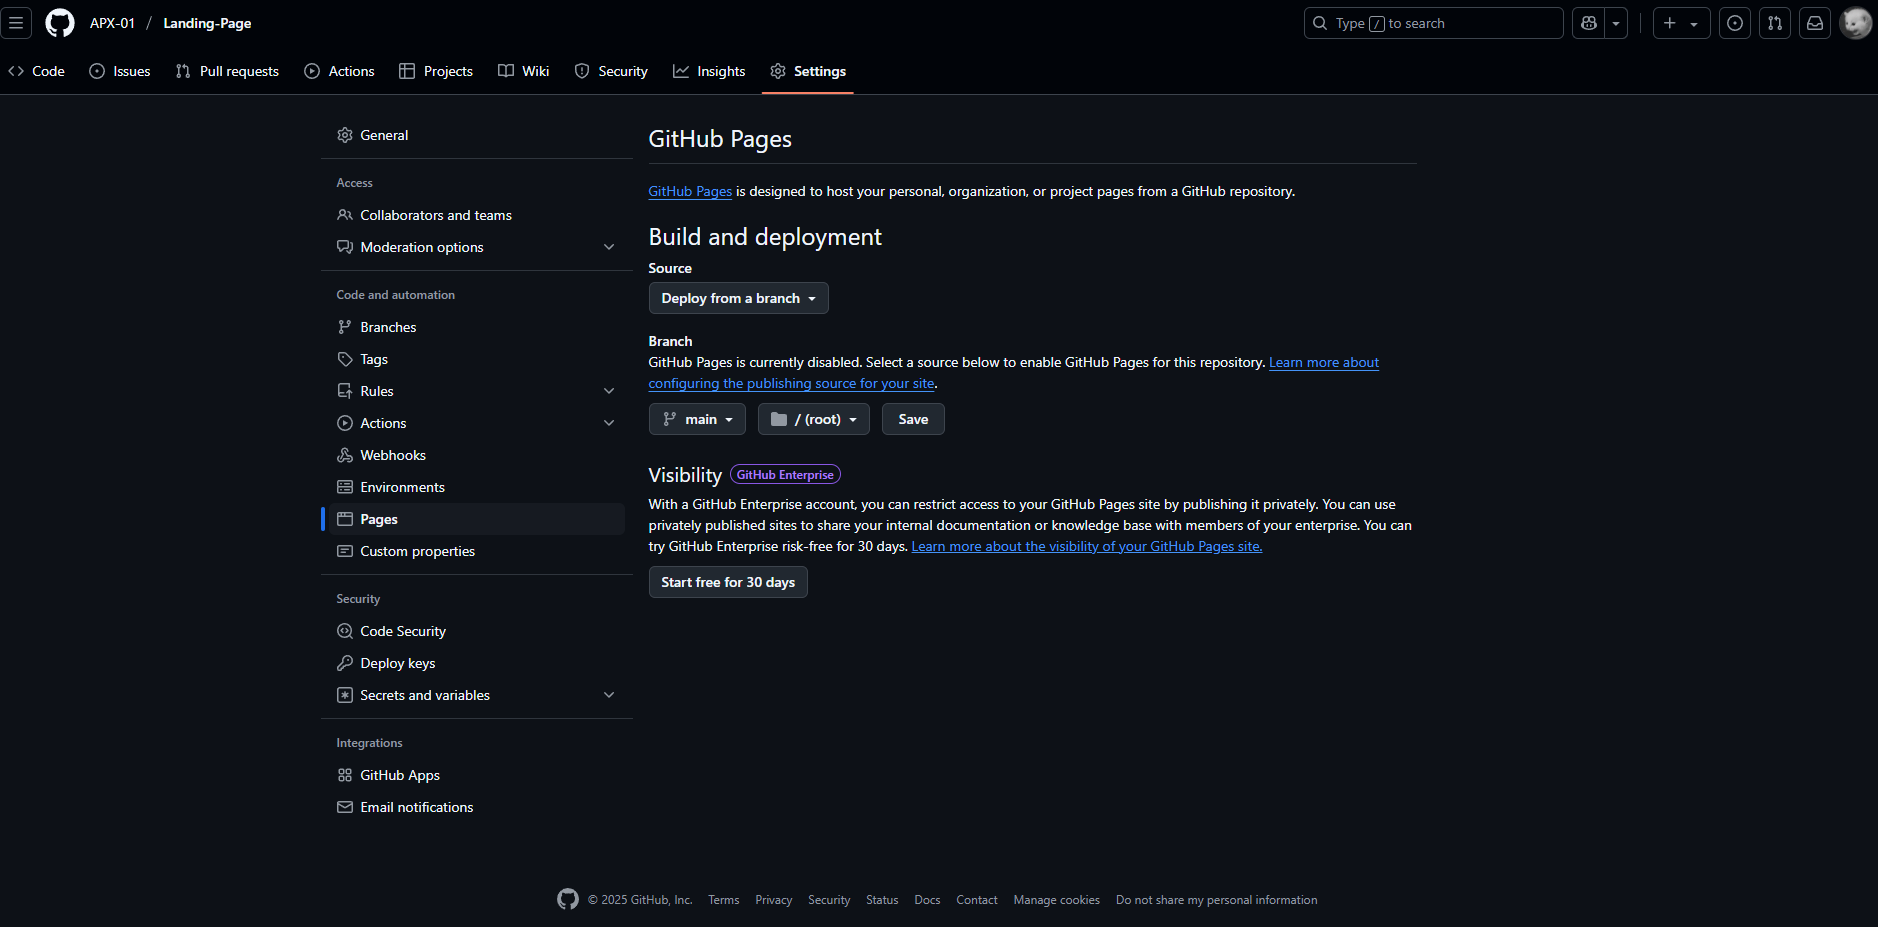 APX-01 / Landing-Page
Type / to search
Code
Issues
Pull requests
Actions
Projects
Wiki
Security
Insights
Settings
General
Access
Collaborators and teams
Moderation options
Code and automation
Branches
Tags
Rules
Actions
Webhooks
Environments
Pages
Custom properties
Security
Code Security
Deploy keys
Secrets and variables
Integrations
GitHub Apps
Email notifications
GitHub Pages
GitHub Pages is designed to host your personal, organization, or project pages from a GitHub repository.
Build and deployment
Source
Deploy from a branch
Branch
GitHub Pages is currently disabled. Select a source below to enable GitHub Pages for this repository. Learn more about
configuring the publishing source for your site.
main
/ (root)
Save
Visibility GitHub Enterprise
With a GitHub Enterprise account, you can restrict access to your GitHub Pages site by publishing it privately. You can use
privately published sites to share your internal documentation or knowledge base with members of your enterprise. You can
try GitHub Enterprise risk-free for 30 days. Learn more about the visibility of your GitHub Pages site.
Start free for 30 days
© 2025 GitHub, Inc.
Terms
Privacy
Security
Status
Docs
Contact
Manage cookies
Do not share my personal information